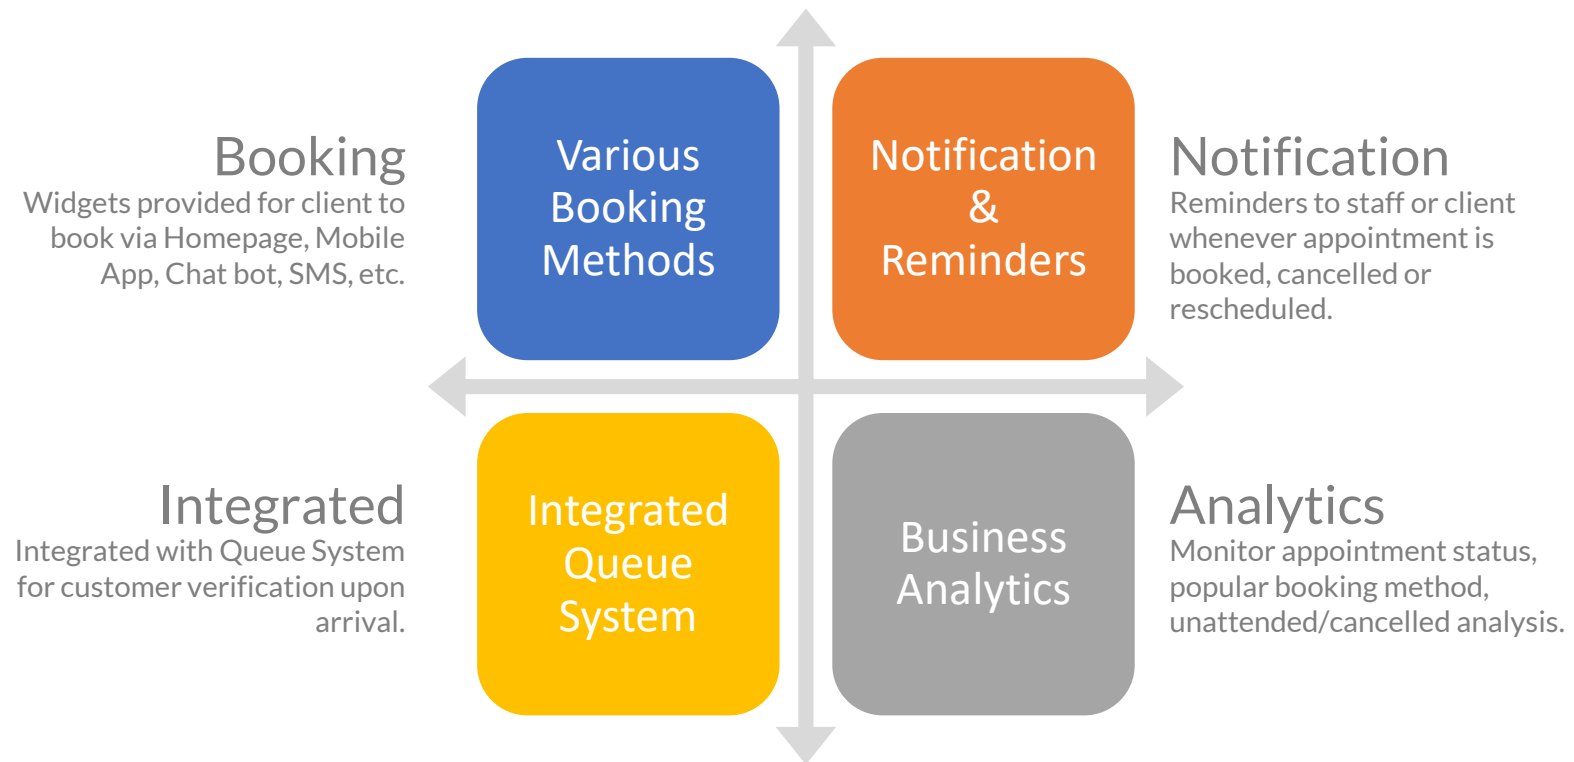 Booking
Widgets provided for client to
book via Homepage, Mobile
App, Chat bot, SMS, etc.
Various
Booking
Methods
Notification
&
Reminders
Notification
Reminders to staff or client
whenever appointment is
booked, cancelled or
rescheduled.
Integrated
Integrated with Queue System
for customer verification upon
arrival.
Integrated
Queue
System
Business
Analytics
Analytics
Monitor appointment status,
popular booking method,
unattended/cancelled analysis.